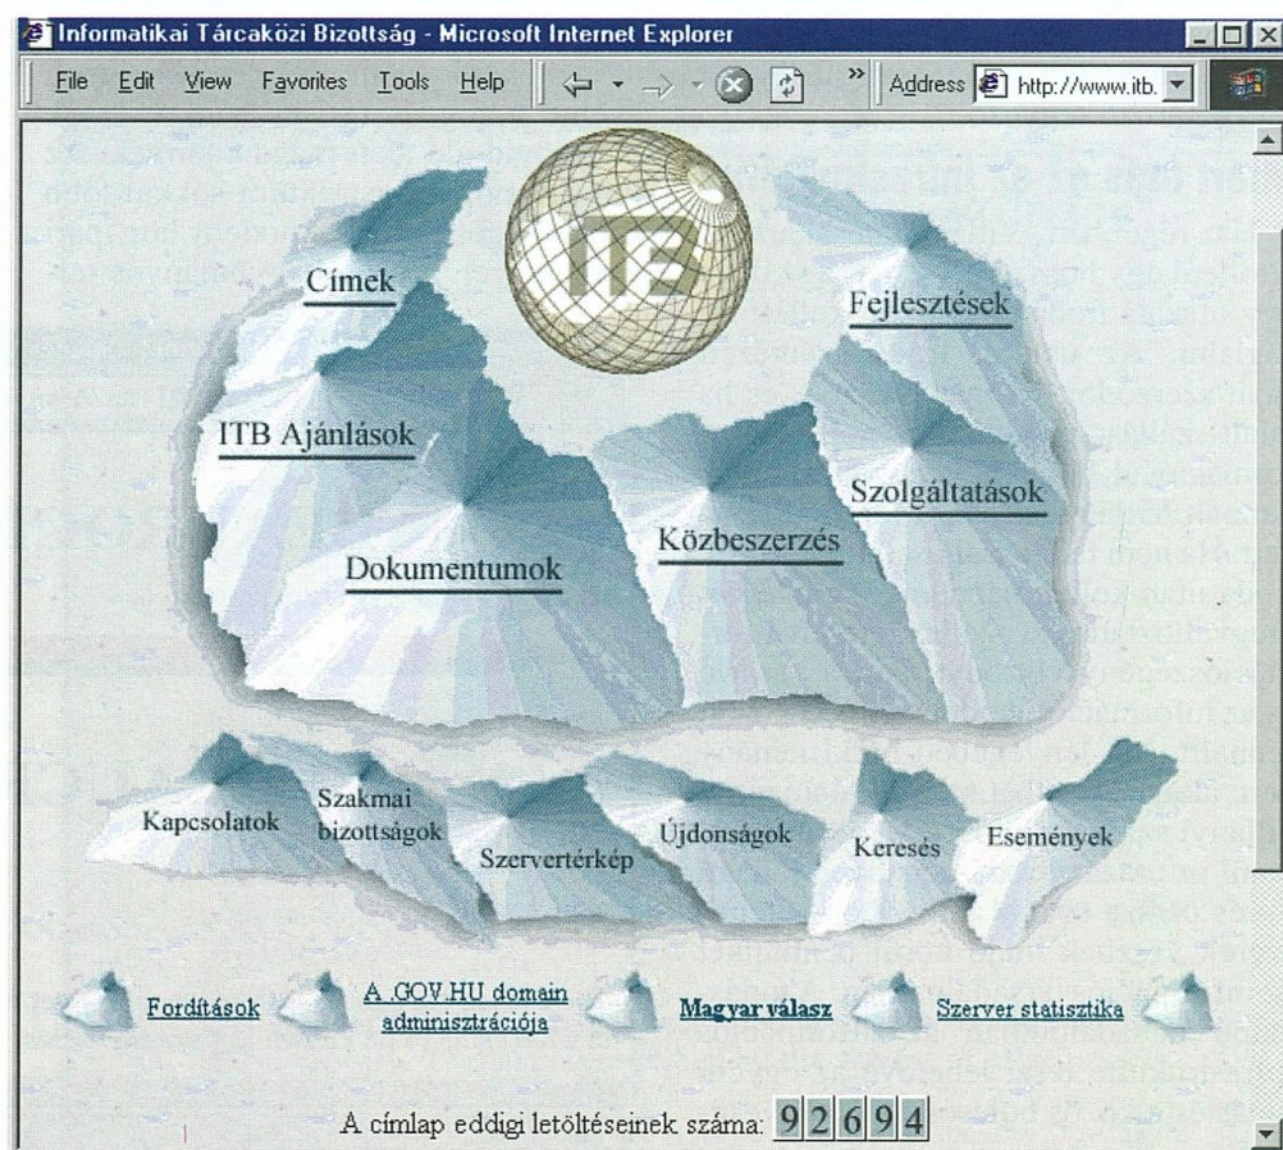 Informatikai Tárcaközi Bizottság - Microsoft Internet Explorer
File Edit View Favorites Tools Help » Address http://www.itb.
ITB
Címek
Fejlesztések
ITB Ajánlások
Szolgáltatások
Közbeszerzés
Dokumentumok
Kapcsolatok
Szakmai
bizottságok
Szervertérkép
Újdonságok
Keresés
Események
Fordítások
A .GOV.HU domain
adminisztrációja
Magyar válasz
Szerver statisztika
A címlap eddigi letöltéseinek száma: 92694